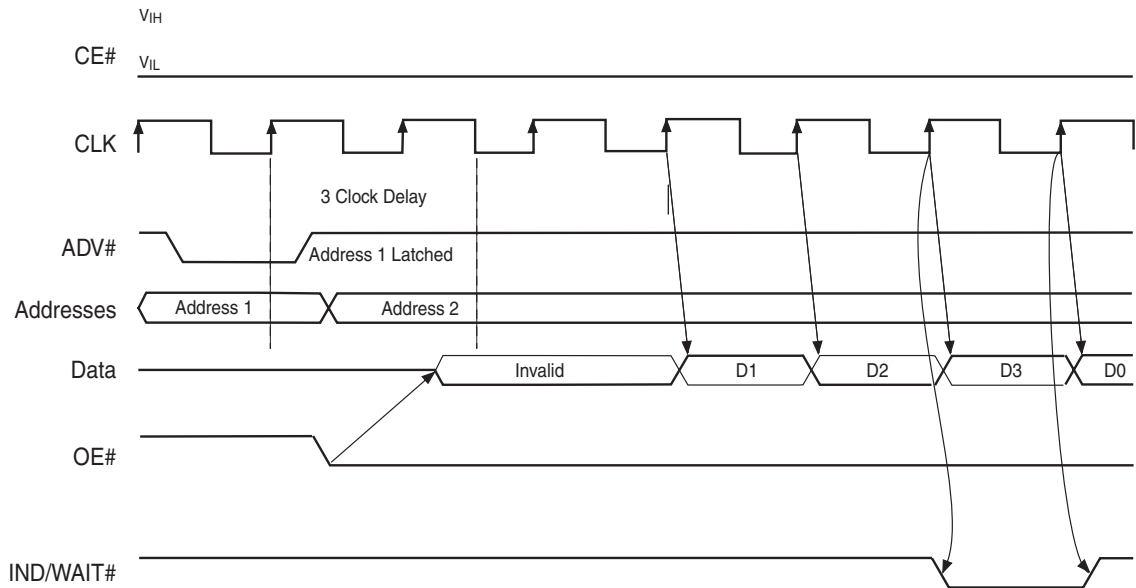 VIH
CE#
VIL
CLK
3 Clock Delay
ADV#
Address 1 Latched
Addresses
Address 1
Address 2
Data
Invalid
D1
D2
D3
D0
OE#
IND/WAIT#